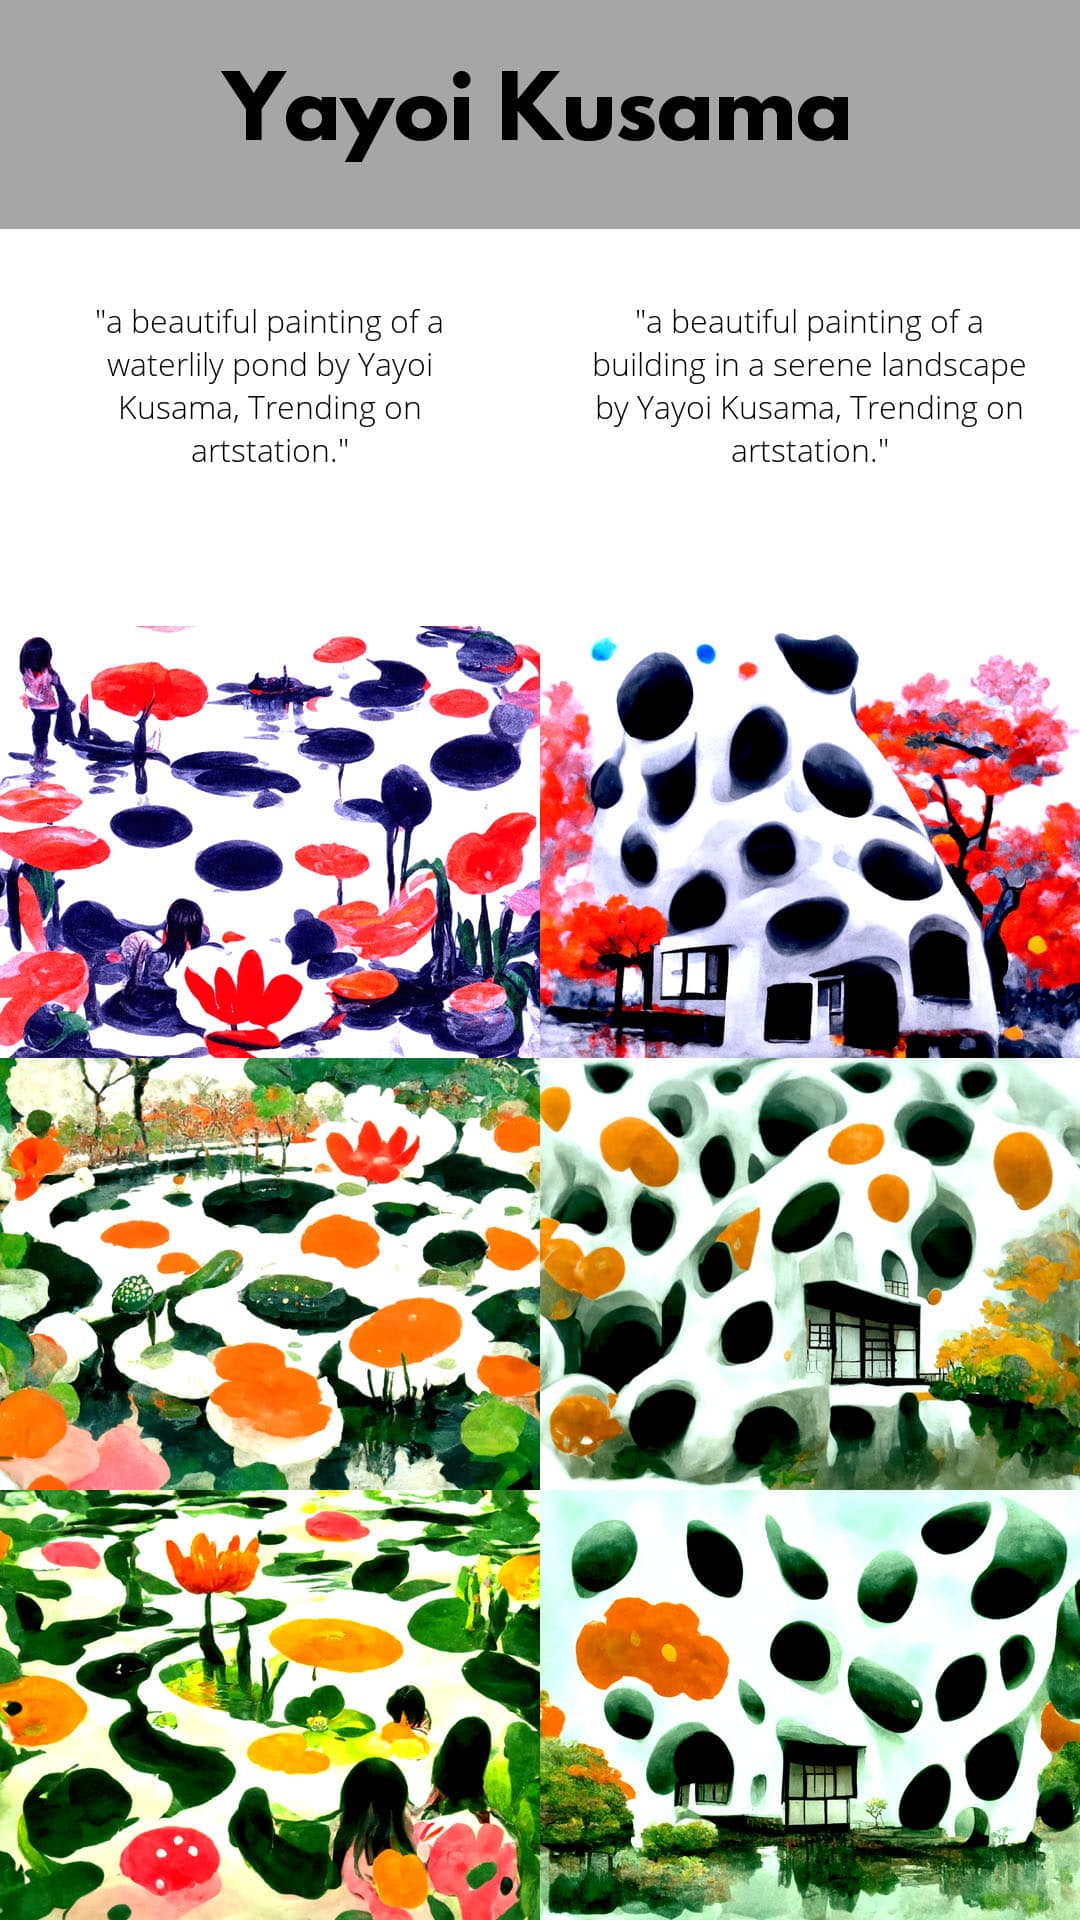 Yayoi Kusama
"a beautiful painting of a
waterlily pond by Yayoi
Kusama, Trending on
artstation."
"a beautiful painting of a
building in a serene landscape
by Yayoi Kusama, Trending on
artstation."